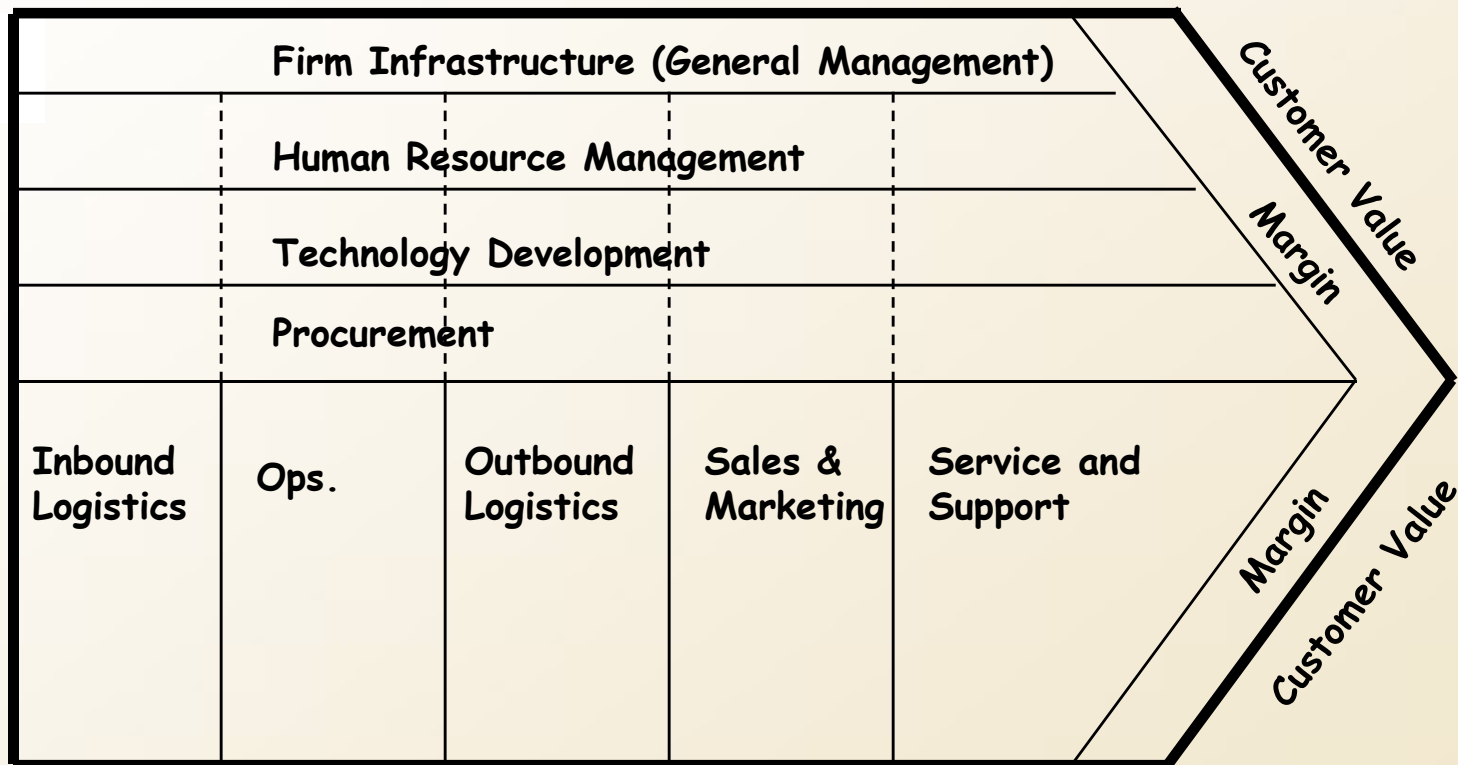 Firm Infrastructure (General Management)
Human Resource Management
Technology Development
Procurement
Inbound
Logistics
Ops.
Outbound
Logistics
Sales &
Marketing
Service and
Support
Margin
Customer Value
Margin
Customer Value